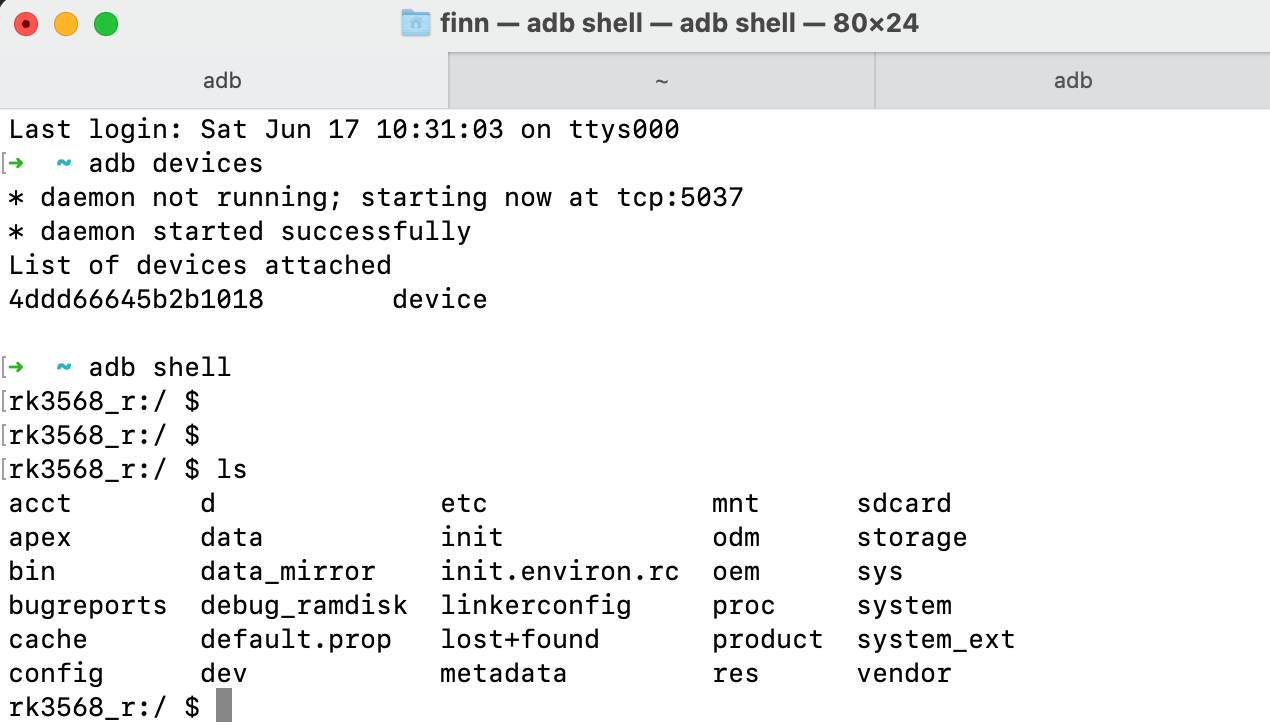 finn — adb shell — adb shell — 80×24
adb ~ adb
Last login: Sat Jun 17 10:31:03 on ttys000
[➜  ~ adb devices
* daemon not running; starting now at tcp:5037
* daemon started successfully
List of devices attached
4ddd66645b2b1018        device
[➜  ~ adb shell
[rk3568_r:/ $
[rk3568_r:/ $
[rk3568_r:/ $ ls
acct        d              etc              mnt      sdcard
apex        data           init             odm      storage
bin         data_mirror    init.environ.rc  oem      sys
bugreports  debug_ramdisk  linkerconfig     proc     system
cache       default.prop   lost+found       product  system_ext
config      dev            metadata         res      vendor
rk3568_r:/ $